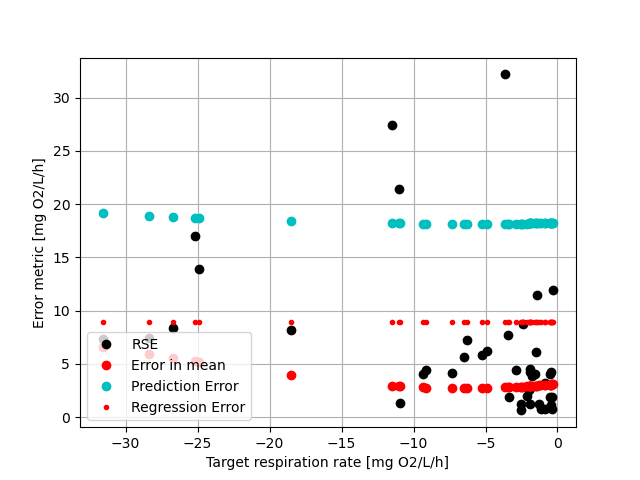 30
25
20
15
10
5
0
Error metric [mg O2/L/h]
RSE
Error in mean
Prediction Error
Regression Error
−30 −25 −20 −15 −10 −5 0
Target respiration rate [mg O2/L/h]